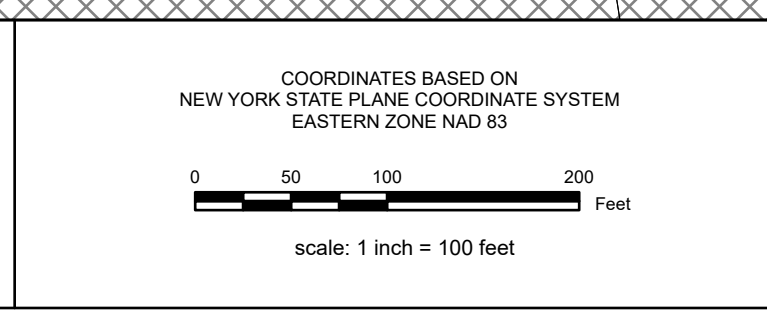 COORDINATES BASED ON
NEW YORK STATE PLANE COORDINATE SYSTEM
EASTERN ZONE NAD 83
0 50 100 200
Feet
scale: 1 inch = 100 feet